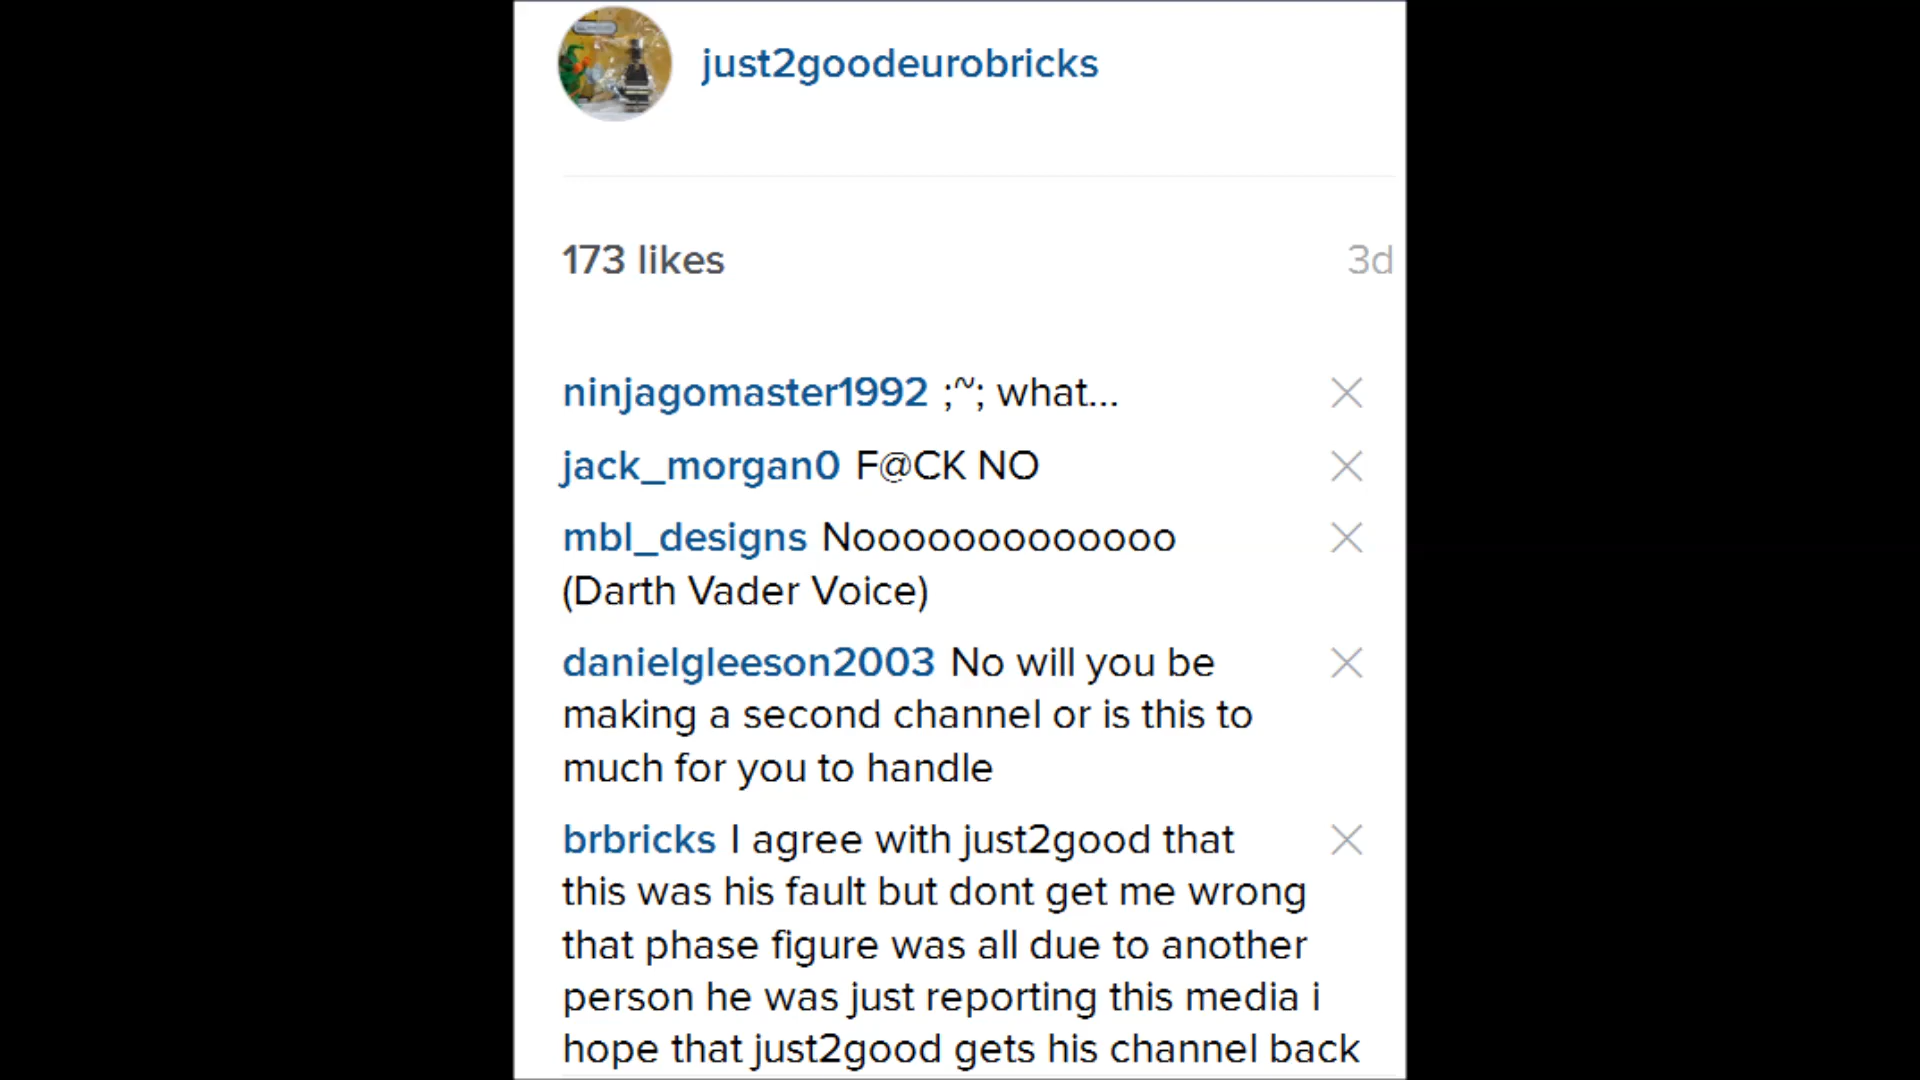 just2goodeurobricks
173 likes 3d
ninjagomaster1992 ;~; what...
jack_morgan0 F@CK NO
mbl_designs Nooooooooooooo
(Darth Vader Voice)
danielgleeson2003 No will you be
making a second channel or is this to
much for you to handle
brbricks I agree with just2good that
this was his fault but dont get me wrong
that phase figure was all due to another
person he was just reporting this media i
hope that just2good gets his channel back